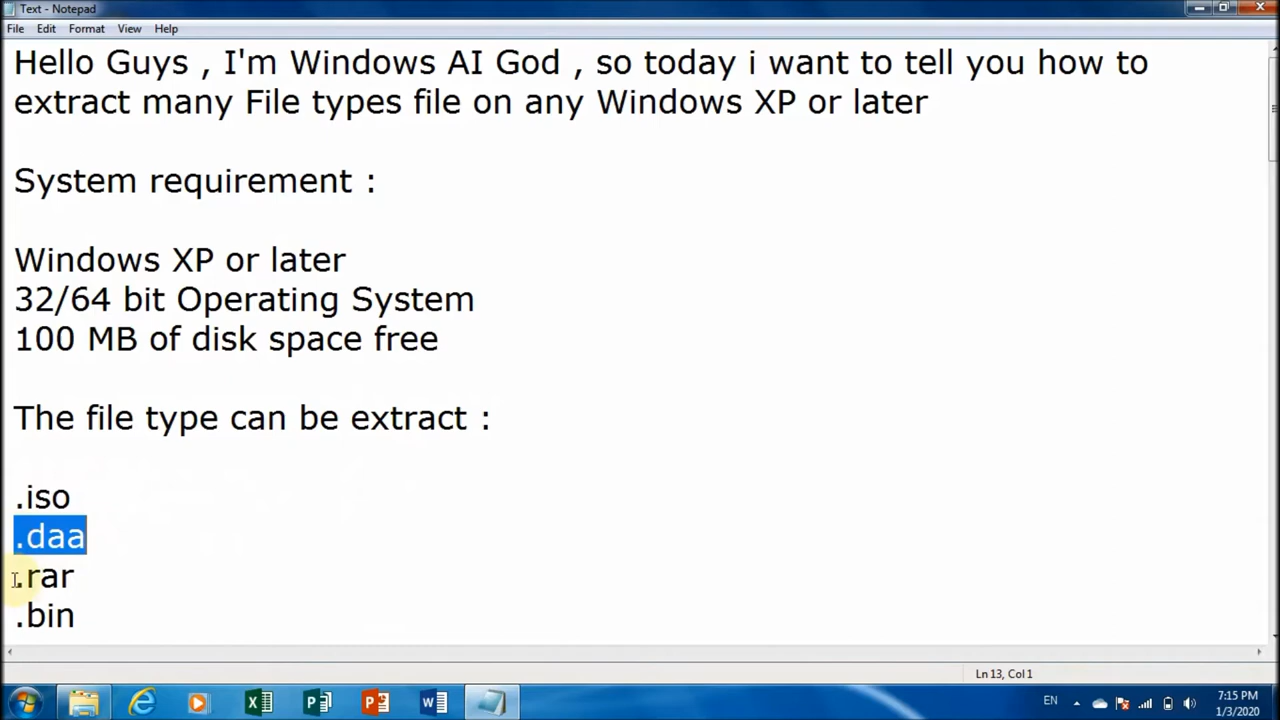 Text - Notepad
File Edit Format View Help
Hello Guys , I'm Windows AI God , so today i want to tell you how to
extract many File types file on any Windows XP or later
System requirement :
Windows XP or later
32/64 bit Operating System
100 MB of disk space free
The file type can be extract :
.iso
.daa
.rar
.bin
Ln 13, Col 1
EN
7:15 PM
1/3/2020